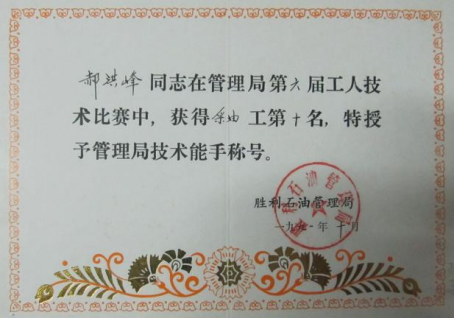 郝洪峰同志在管理局第六届工人技
术比赛中，获得采油工第十名，特授
予管理局技术能手称号。
胜利石油管理局
一九九一年十月